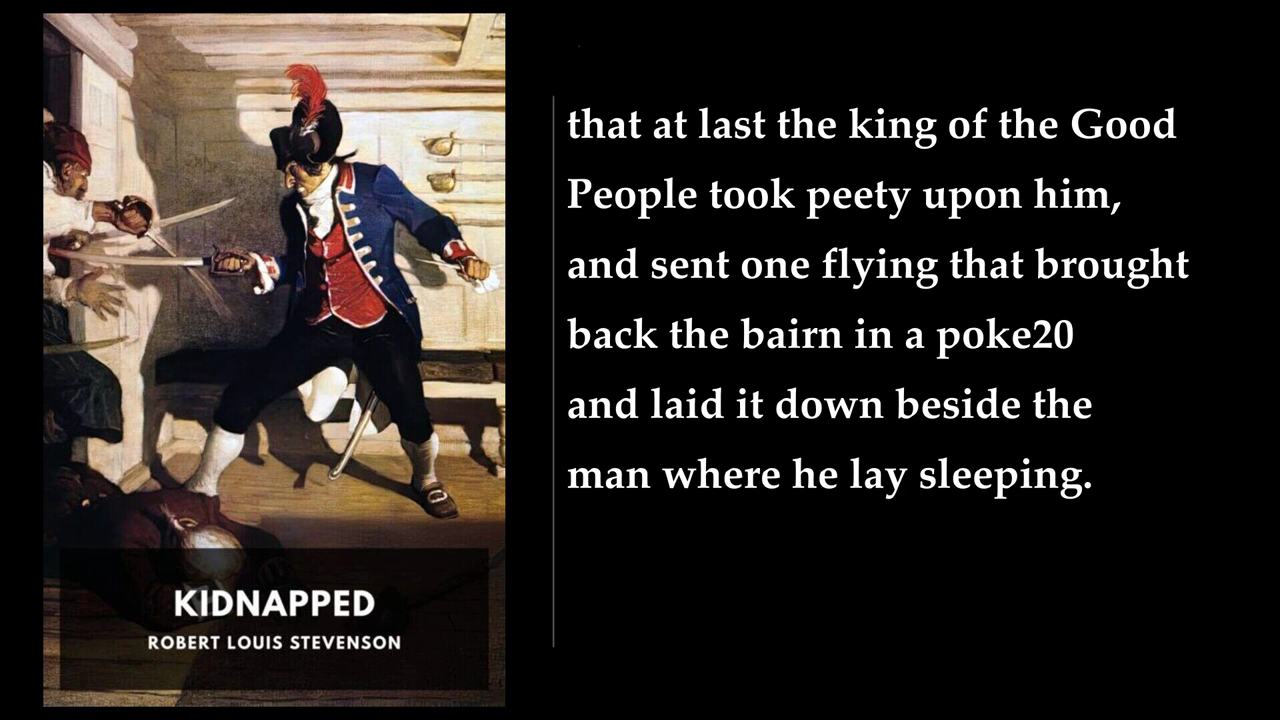 that at last the king of the Good
People took peety upon him,
and sent one flying that brought
back the bairn in a poke20
and laid it down beside the
man where he lay sleeping.
KIDNAPPED
ROBERT LOUIS STEVENSON